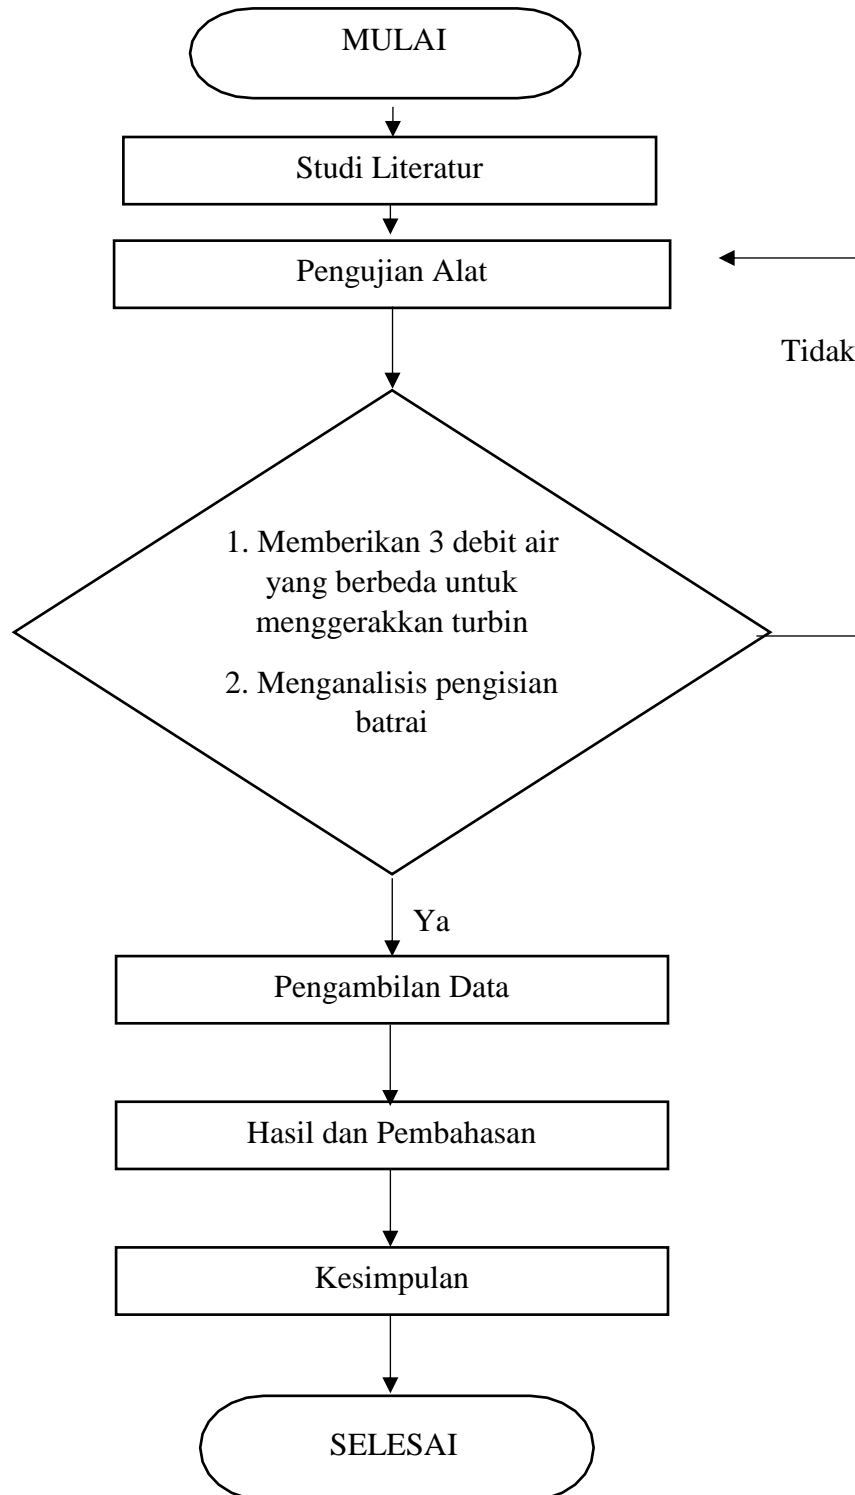 MULAI
Studi Literatur
Pengujian Alat
Tidak
1. Memberikan 3 debit air
yang berbeda untuk
menggerakkan turbin
2. Menganalisis pengisian
batrai
Ya
Pengambilan Data
Hasil dan Pembahasan
Kesimpulan
SELESAI